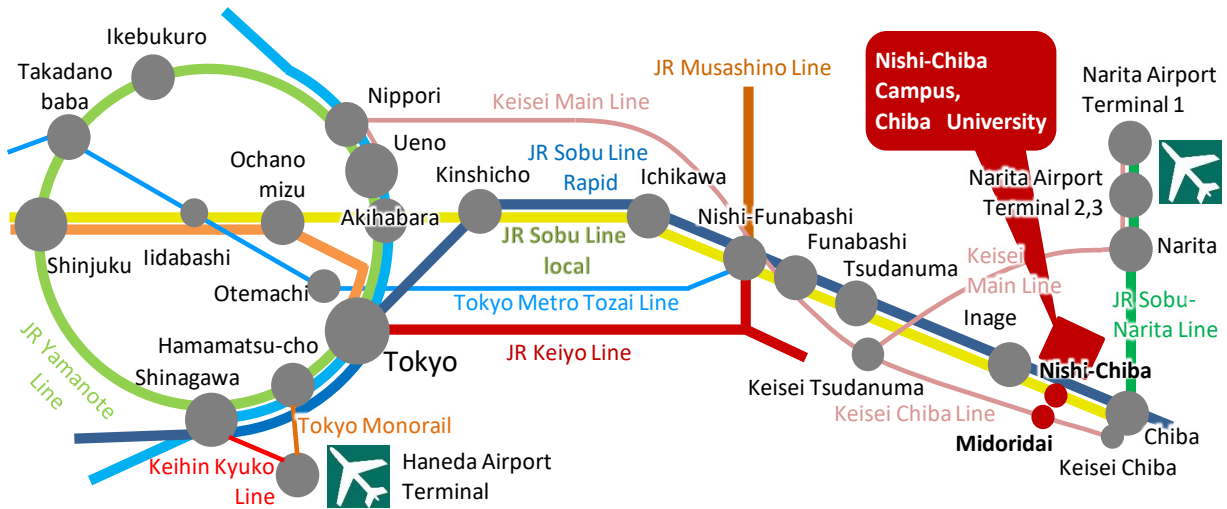 Ikebukuro
Takadano
baba
Nippori
Ueno
Ochano
mizu
Akihabara
Shinjuku
Iidabashi
Otemachi
Hamamatsu-cho
Tokyo
Shinagawa
JR Yamanote
Line
Tokyo Monorail
Keihin Kyuko
Line
Haneda Airport
Terminal
Keisei Main Line
Kinshicho
JR Sobu Line
Rapid
Ichikawa
JR Sobu Line
local
Tokyo Metro Tozai Line
JR Keiyo Line
JR Musashino Line
Nishi-Funabashi
Funabashi
Tsudanuma
Keisei
Main Line
Inage
Keisei Tsudanuma
Keisei Chiba Line
Nishi-Chiba
Midoridai
Chiba
Keisei Chiba
Nishi-Chiba
Campus,
Chiba University
Narita Airport
Terminal 1
Narita Airport
Terminal 2,3
Narita
JR Sobu-
Narita Line